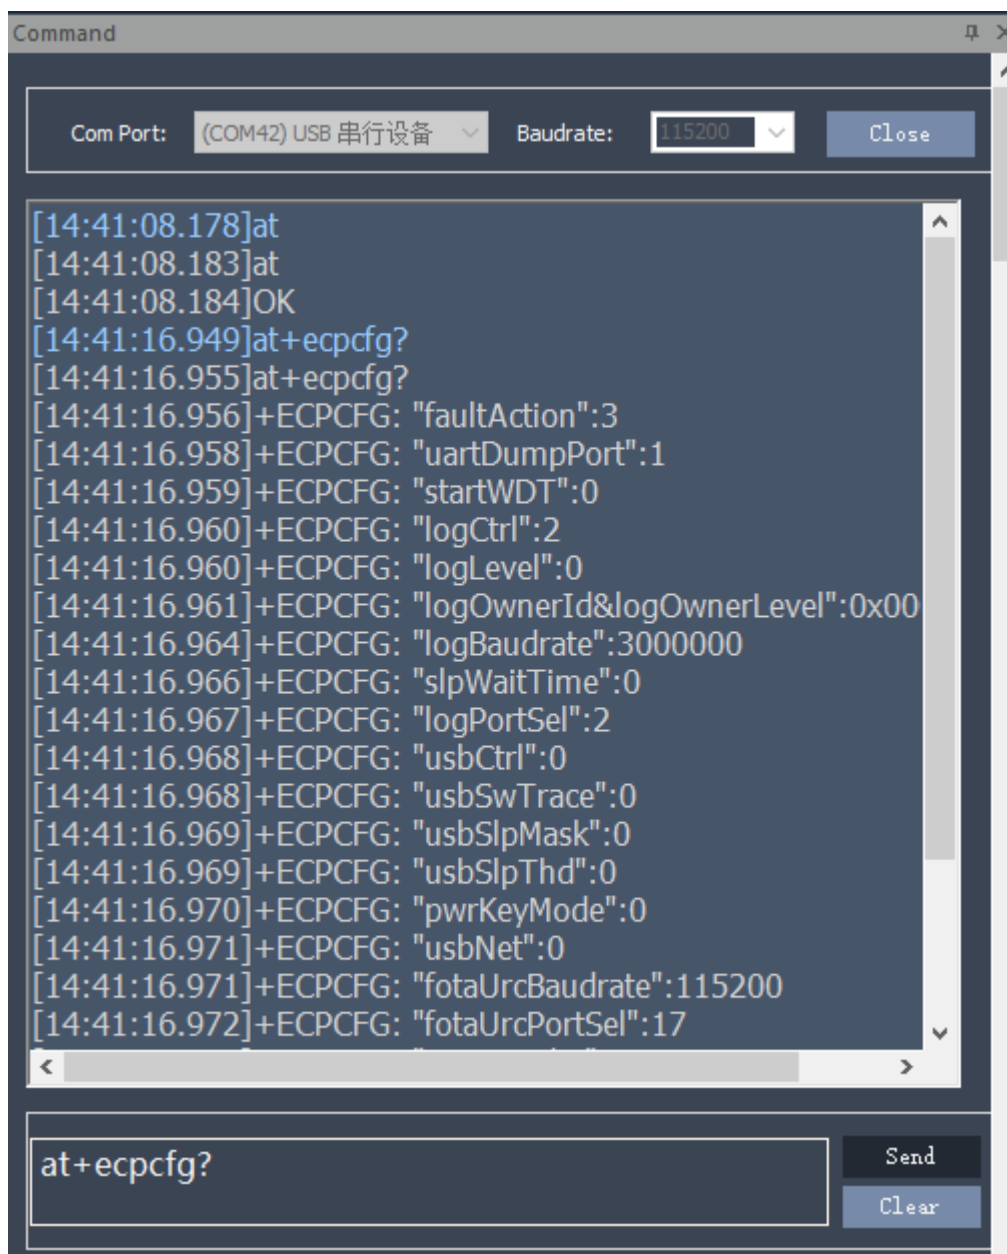 Command
Com Port: (COM42) USB 串行设备 Baudrate: 115200 Close
[14:41:08.178]at
[14:41:08.183]at
[14:41:08.184]OK
[14:41:16.949]at+ecpcfg?
[14:41:16.955]at+ecpcfg?
[14:41:16.956]+ECPCFG: "faultAction":3
[14:41:16.958]+ECPCFG: "uartDumpPort":1
[14:41:16.959]+ECPCFG: "startWDT":0
[14:41:16.960]+ECPCFG: "logCtrl":2
[14:41:16.960]+ECPCFG: "logLevel":0
[14:41:16.961]+ECPCFG: "logOwnerId&logOwnerLevel":0x00
[14:41:16.964]+ECPCFG: "logBaudrate":3000000
[14:41:16.966]+ECPCFG: "slpWaitTime":0
[14:41:16.967]+ECPCFG: "logPortSel":2
[14:41:16.968]+ECPCFG: "usbCtrl":0
[14:41:16.968]+ECPCFG: "usbSwTrace":0
[14:41:16.969]+ECPCFG: "usbSlpMask":0
[14:41:16.969]+ECPCFG: "usbSlpThd":0
[14:41:16.970]+ECPCFG: "pwrKeyMode":0
[14:41:16.971]+ECPCFG: "usbNet":0
[14:41:16.971]+ECPCFG: "fotaUrcBaudrate":115200
[14:41:16.972]+ECPCFG: "fotaUrcPortSel":17
at+ecpcfg?
Send
Clear